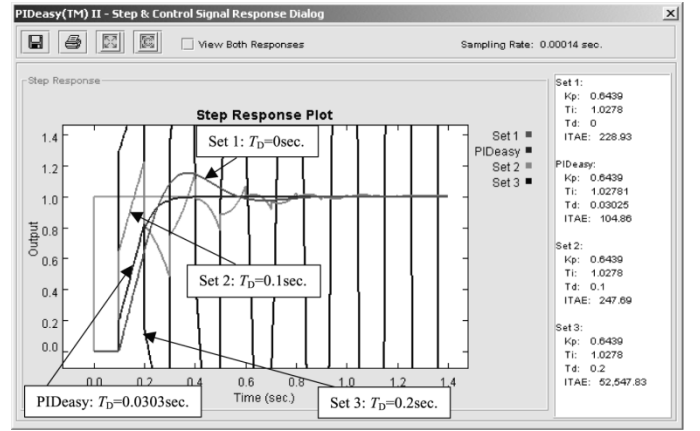 PIDeasy(TM) II - Step & Control Signal Response Dialog
View Both Responses
Sampling Rate: 0.00014 sec.
Step Response
Step Response Plot
Set 1
PIDeasy
Set 2
Set 3
Set 1: TD=0sec.
Set 2: TD=0.1sec.
PIDeasy: TD=0.0303sec.
Set 3: TD=0.2sec.
Output
1.4
1.2
1.0
0.8
0.6
0.4
0.2
0.0
0.0 0.2 0.4 0.6 0.8 1.0 1.2 1.4
Time (sec.)
Set 1:
Kp: 0.6439
Ti: 1.0278
Td: 0
ITAE: 228.93
PIDeasy:
Kp: 0.6439
Ti: 1.02781
Td: 0.03025
ITAE: 104.86
Set 2:
Kp: 0.6439
Ti: 1.0278
Td: 0.1
ITAE: 247.69
Set 3:
Kp: 0.6439
Ti: 1.0278
Td: 0.2
ITAE: 52,547.83